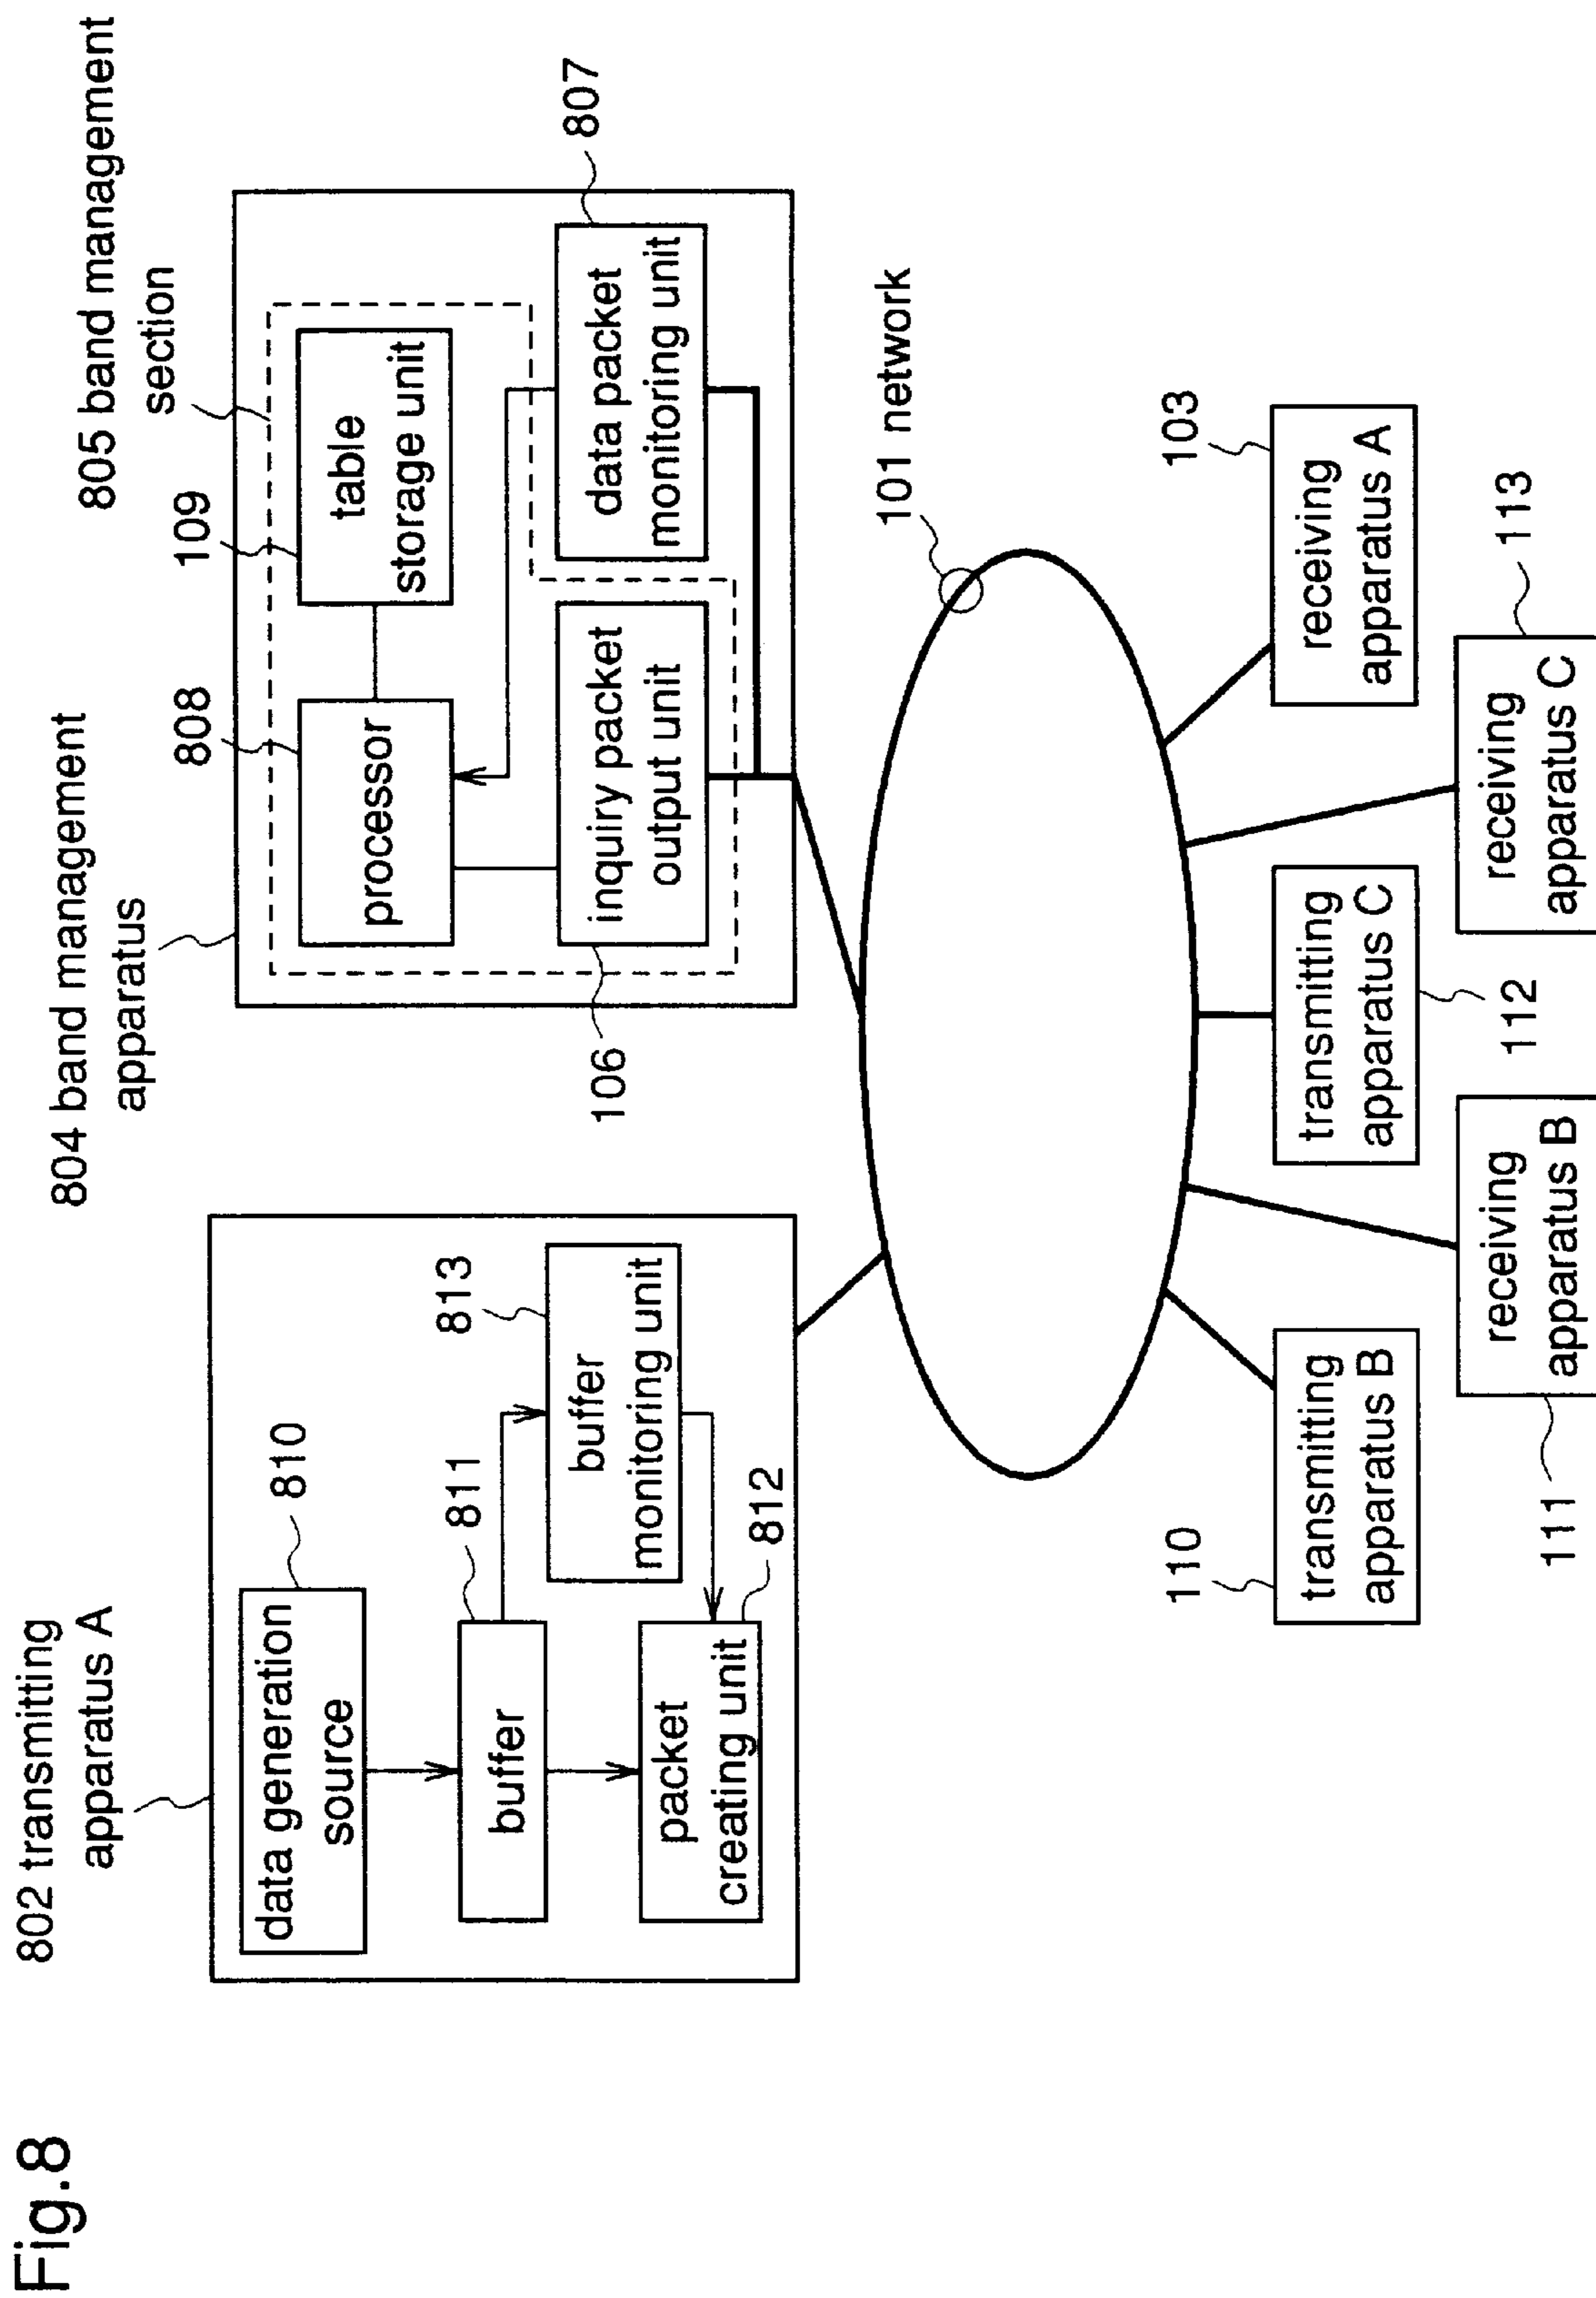 Fig.8
802 transmitting
apparatus A
810
data generation
source
811
buffer
813
buffer
monitoring unit
812
packet
creating unit
804 band management
apparatus
805 band management
section
808
processor
109
table
storage unit
106
inquiry packet
output unit
807
data packet
monitoring unit
101 network
110
transmitting
apparatus B
111
receiving
apparatus B
transmitting
apparatus C
112
103
receiving
apparatus A
113
receiving
apparatus C